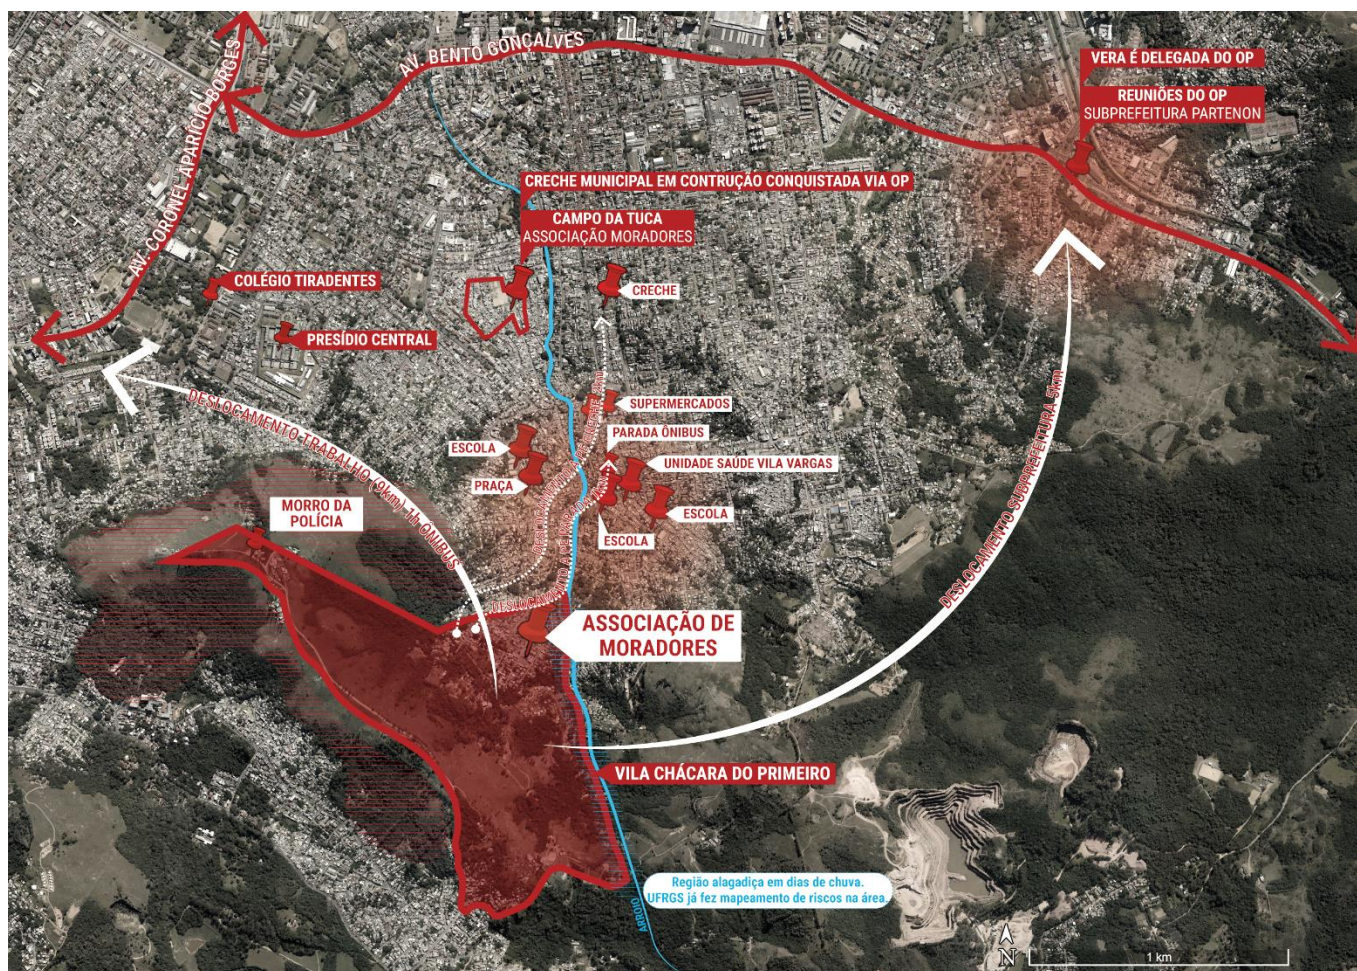 AV. BENTO GONÇALVES
AV. CORONEL APARÍCIO BORGES
VERA É DELEGADA DO OP
REUNIÕES DO OP
SUBPREFEITURA PARTENON
CRECHE MUNICIPAL EM CONTRUÇÃO CONQUISTADA VIA OP
CAMPO DA TUCA
ASSOCIAÇÃO MORADORES
COLÉGIO TIRADENTES
CRECHE
PRESÍDIO CENTRAL
DESLOCAMENTO TRABALHO (9km) 1h ÔNIBUS
SUPERMERCADOS
PARADA ÔNIBUS
ESCOLA
UNIDADE SAÚDE VILA VARGAS
PRAÇA
ESCOLA
ESCOLA
MORRO DA
POLÍCIA
DESLOCAMENTO
DESLOCAMENTO SUBPREFEITURA 5km
ASSOCIAÇÃO DE
MORADORES
VILA CHÁCARA DO PRIMEIRO
Região alagadiça em dias de chuva.
UFRGS já fez mapeamento de riscos na área.
ARROIO
N
1 km